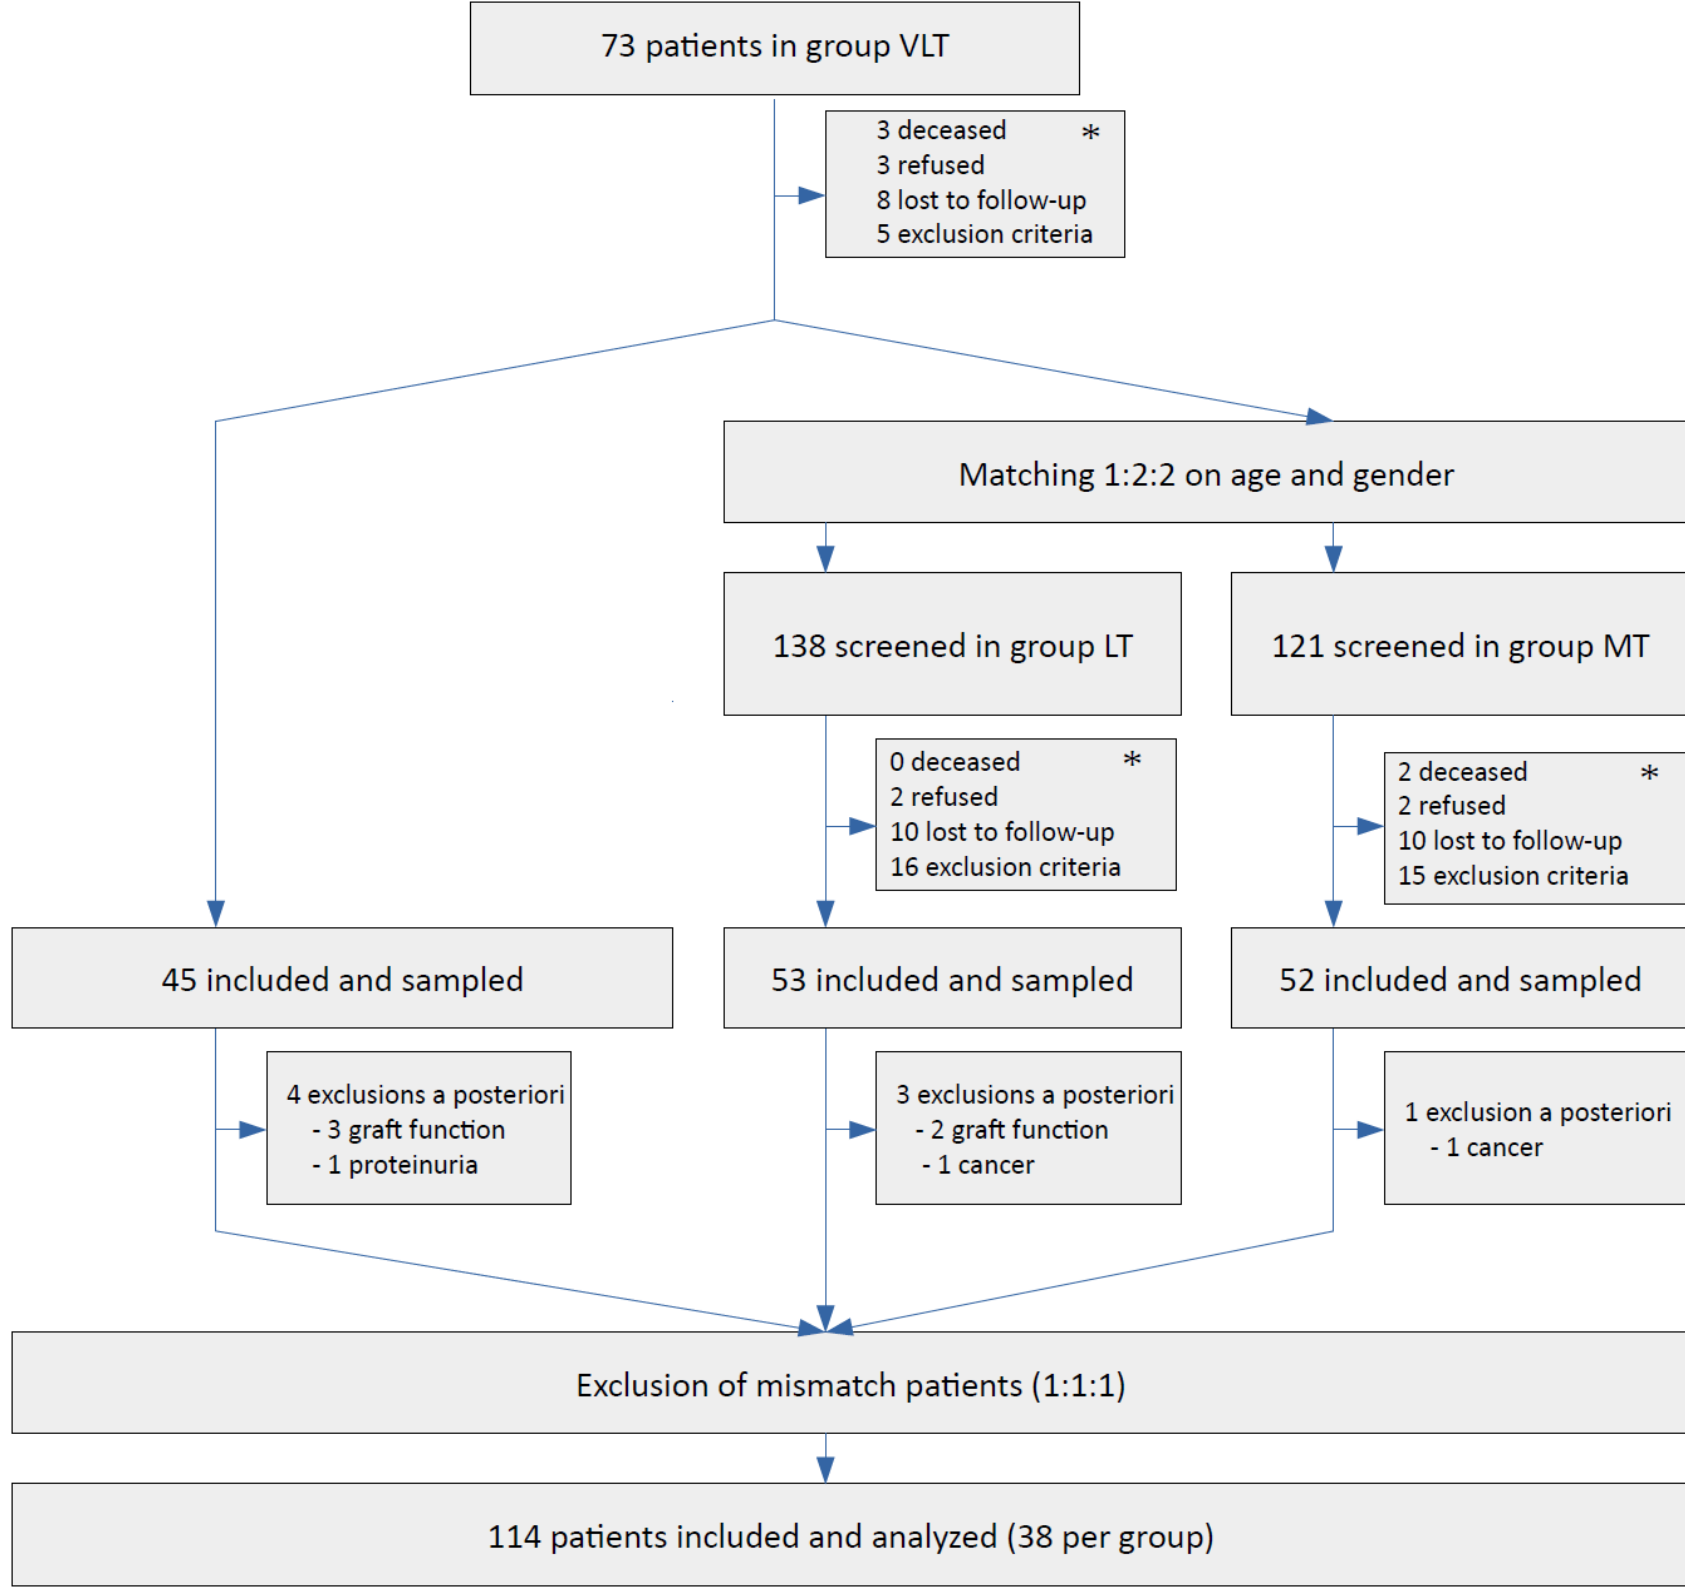 73 patients in group VLT
3 deceased *
3 refused
8 lost to follow-up
5 exclusion criteria
Matching 1:2:2 on age and gender
138 screened in group LT
121 screened in group MT
0 deceased *
2 refused
10 lost to follow-up
16 exclusion criteria
2 deceased *
2 refused
10 lost to follow-up
15 exclusion criteria
45 included and sampled
53 included and sampled
52 included and sampled
4 exclusions a posteriori
- 3 graft function
- 1 proteinuria
3 exclusions a posteriori
- 2 graft function
- 1 cancer
1 exclusion a posteriori
- 1 cancer
Exclusion of mismatch patients (1:1:1)
114 patients included and analyzed (38 per group)